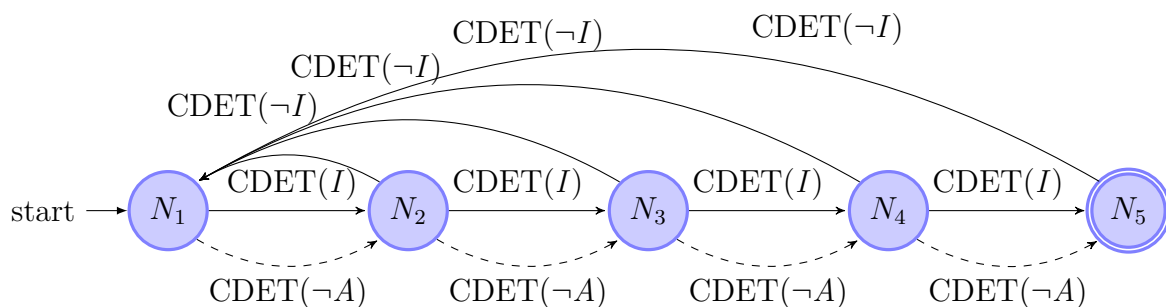 CDET(¬I) CDET(¬I)
CDET(¬I)
CDET(¬I)
CDET(I) CDET(I) CDET(I) CDET(I)
start N₁ N₂ N₃ N₄ N₅
CDET(¬A) CDET(¬A) CDET(¬A) CDET(¬A)